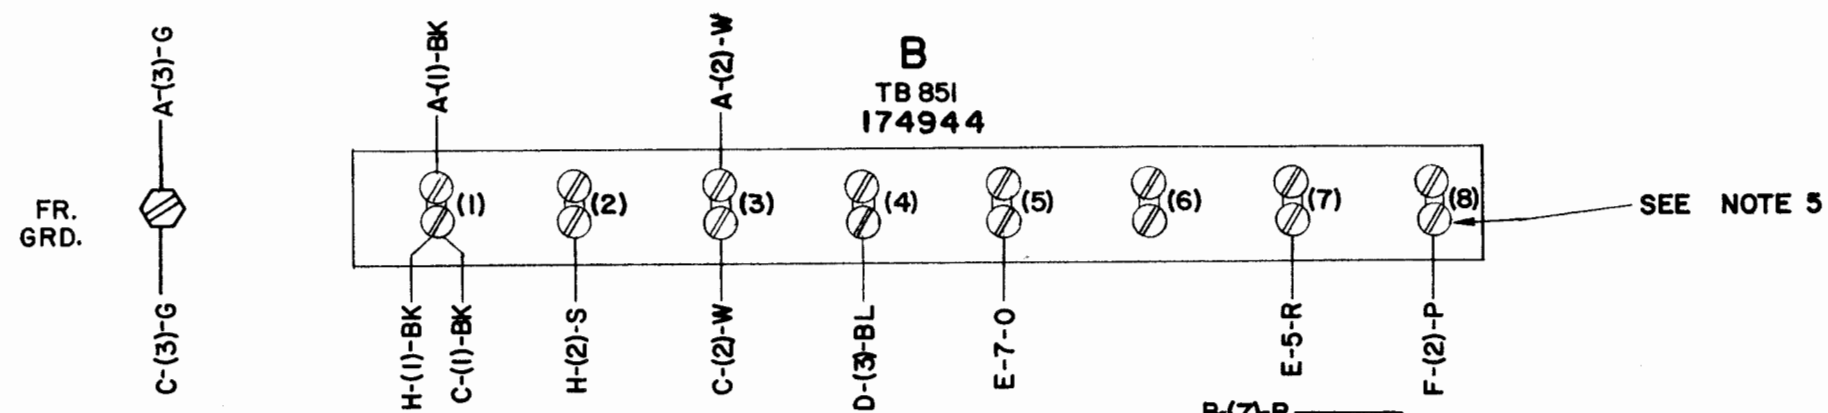 A-(3)-G
A-(1)-BK
A-(2)-W
B
TB 851
174944
FR.
GRD.
(1)
(2)
(3)
(4)
(5)
(6)
(7)
(8)
SEE NOTE 5
C-(3)-G
H-(1)-BK
C-(1)-BK
H-(2)-S
C-(2)-W
D-(3)-BL
E-7-O
E-5-R
F-(2)-P